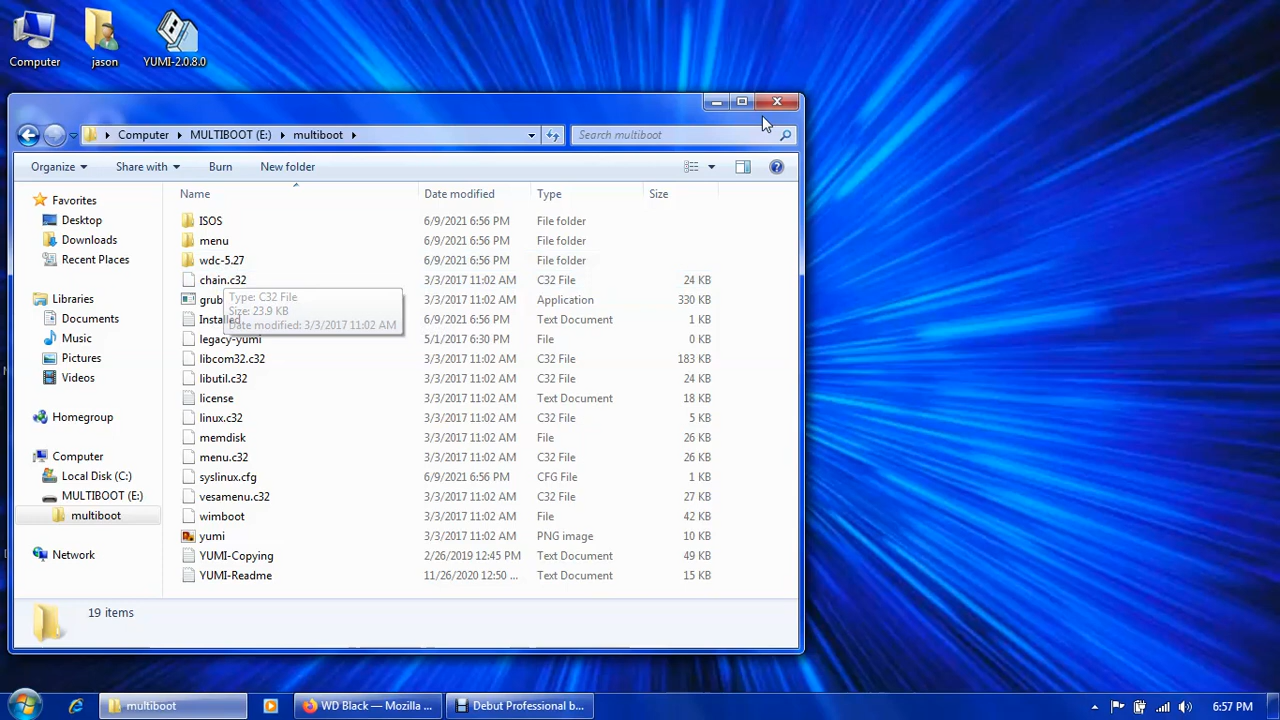 Computer
jason
YUMI-2.0.8.0
Computer MULTIBOOT (E:) multiboot
Search multiboot
Organize Share with Burn New folder
Name Date modified Type Size
Favorites
Desktop
Downloads
Recent Places
Libraries
Documents
Music
Pictures
Videos
Homegroup
Computer
Local Disk (C:)
MULTIBOOT (E:)
multiboot
Network
ISOS 6/9/2021 6:56 PM File folder
menu 6/9/2021 6:56 PM File folder
wdc-5.27 6/9/2021 6:56 PM File folder
chain.c32 3/3/2017 11:02 AM C32 File 24 KB
grub 3/3/2017 11:02 AM Application 330 KB
Installed 6/9/2021 6:56 PM Text Document 1 KB
Type: C32 File
Size: 23.9 KB
Date modified: 3/3/2017 11:02 AM
legacy-yumi 5/1/2017 6:30 PM File 0 KB
libcom32.c32 3/3/2017 11:02 AM C32 File 183 KB
libutil.c32 3/3/2017 11:02 AM C32 File 24 KB
license 3/3/2017 11:02 AM Text Document 18 KB
linux.c32 3/3/2017 11:02 AM C32 File 5 KB
memdisk 3/3/2017 11:02 AM File 26 KB
menu.c32 3/3/2017 11:02 AM C32 File 26 KB
syslinux.cfg 6/9/2021 6:56 PM CFG File 1 KB
vesamenu.c32 3/3/2017 11:02 AM C32 File 27 KB
wimboot 3/3/2017 11:02 AM File 42 KB
yumi 3/3/2017 11:02 AM PNG image 10 KB
YUMI-Copying 2/26/2019 12:45 PM Text Document 49 KB
YUMI-Readme 11/26/2020 12:50 ... Text Document 15 KB
19 items
multiboot
WD Black — Mozilla ...
Debut Professional b...
6:57 PM